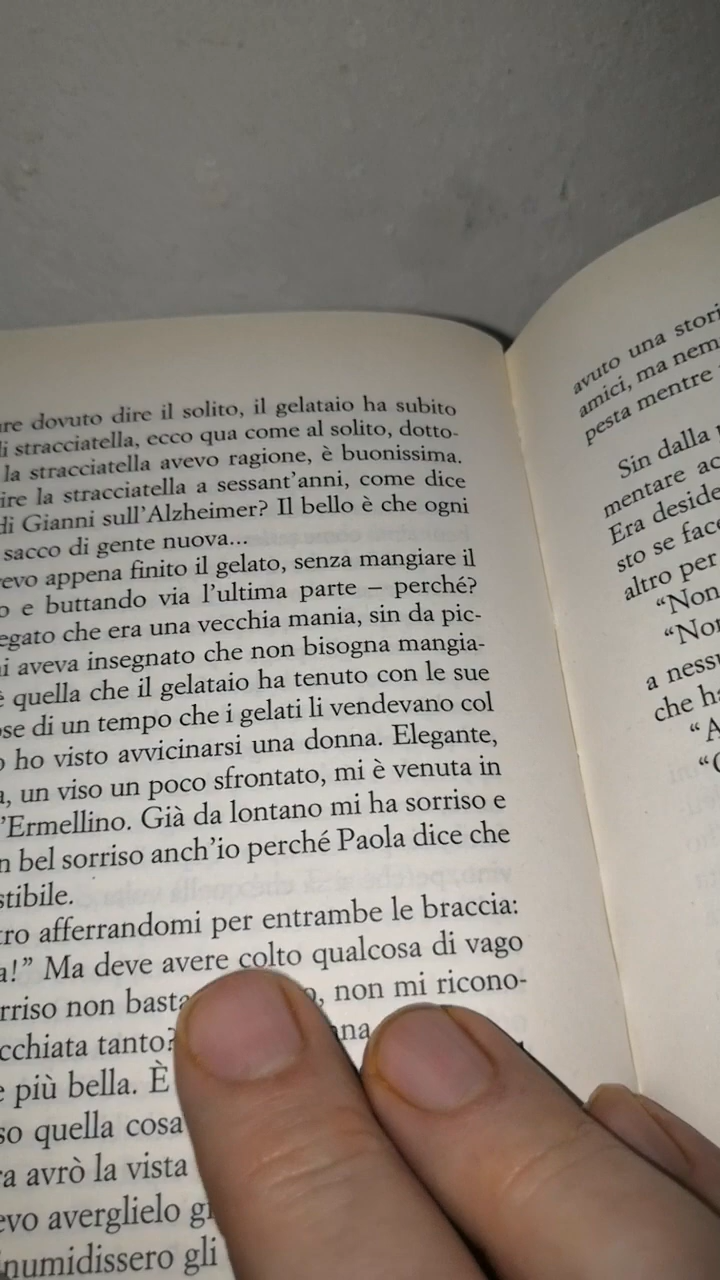 dovuto dire il solito, il gelataio ha subito
stracciatella, ecco qua come al solito, dotto-
la stracciatella avevo ragione, è buonissima.
ire la stracciatella a sessant'anni, come dice
di Gianni sull'Alzheimer? Il bello è che ogni
sacco di gente nuova...
evo appena finito il gelato, senza mangiare il
o e buttando via l'ultima parte – perché?
egato che era una vecchia mania, sin da pic-
i aveva insegnato che non bisogna mangia-
è quella che il gelataio ha tenuto con le sue
ose di un tempo che i gelati li vendevano col
o ho visto avvicinarsi una donna. Elegante,
a, un viso un poco sfrontato, mi è venuta in
l'Ermellino. Già da lontano mi ha sorriso e
n bel sorriso anch'io perché Paola dice che
stibile.
tro afferrandomi per entrambe le braccia:
a!” Ma deve avere colto qualcosa di vago
rriso non basta non mi ricono-
cchiata tanto?
e più bella. È
so quella cosa
ra avrò la vista
evo averglielo
numidissero gli
avuto una stori
amici, ma nem
pesta mentre
Sin dalla
mentare ac
Era deside
sto se face
altro per
“Non
“Non
a nessu
che ha
“A